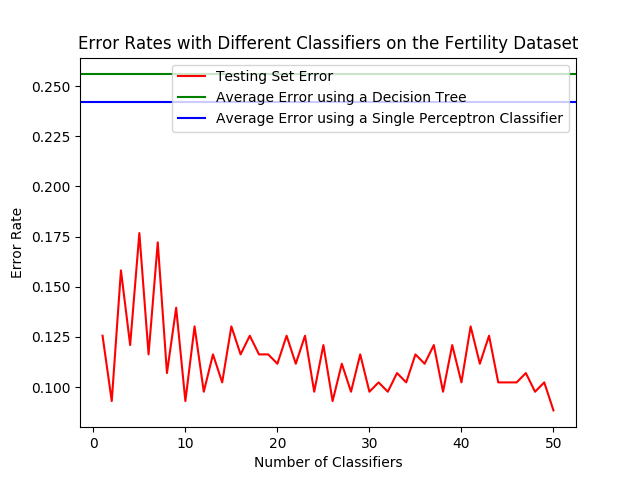 Error Rates with Different Classifiers on the Fertility Dataset
Testing Set Error
Average Error using a Decision Tree
Average Error using a Single Perceptron Classifier
Error Rate
0.250
0.225
0.200
0.175
0.150
0.125
0.100
0 10 20 30 40 50
Number of Classifiers